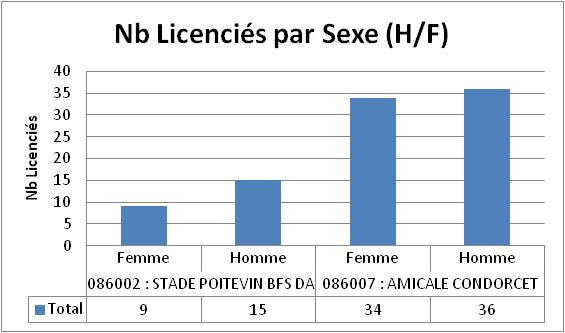 Nb Licenciés par Sexe (H/F)
Nb Licenciés
40
35
30
25
20
15
10
5
0
Femme Homme Femme Homme
086002 : STADE POITEVIN BFS DA 086007 : AMICALE CONDORCET
Total 9 15 34 36